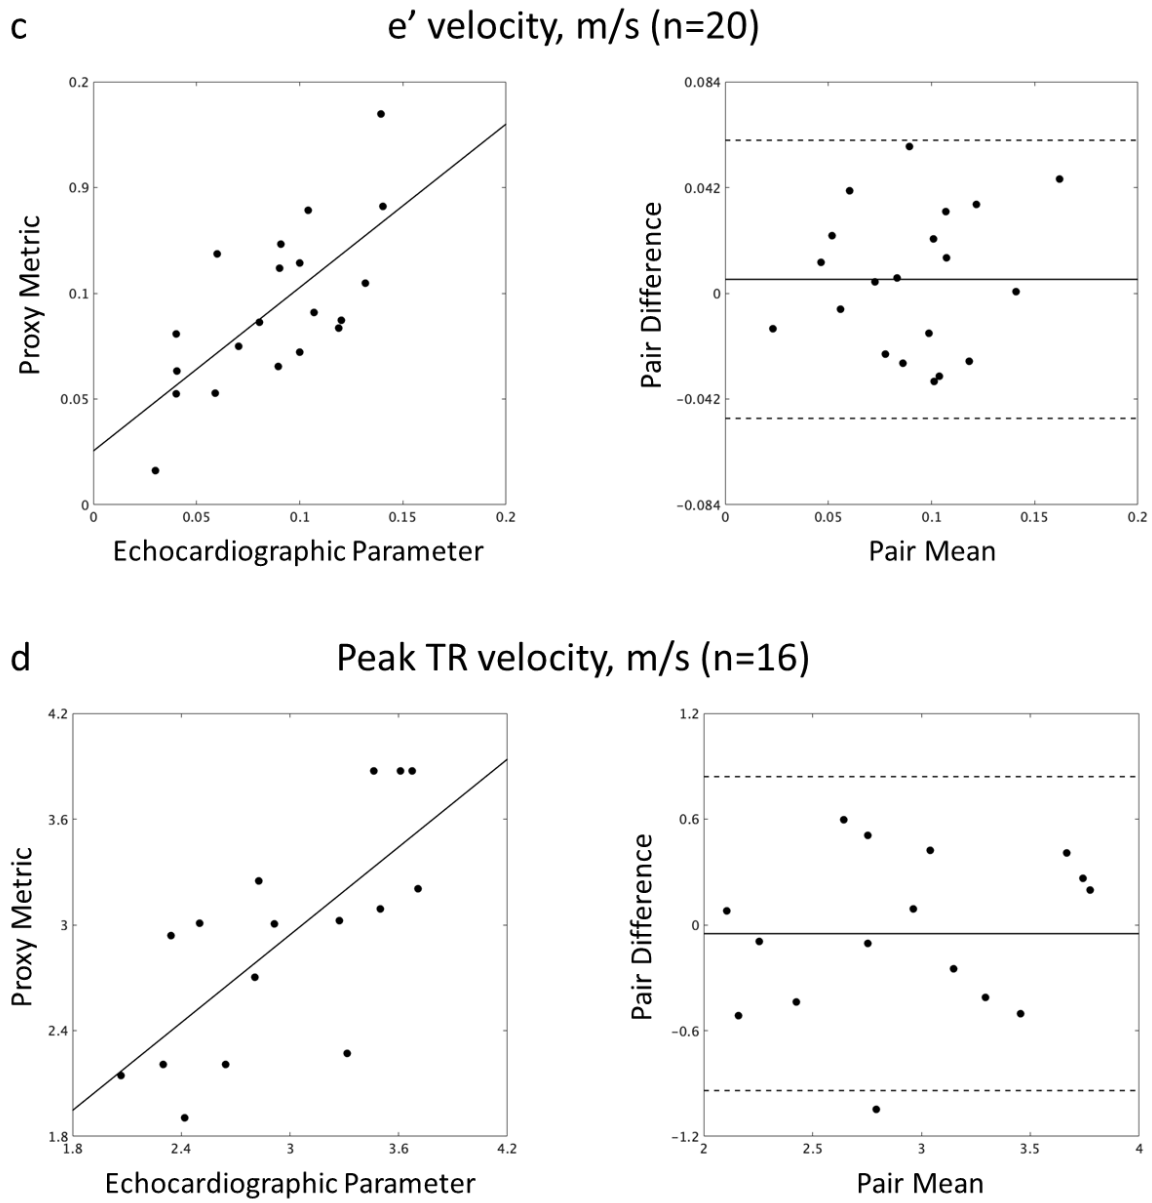 c
e’ velocity, m/s (n=20)
0.2
0.9
0.1
0.05
0
Proxy Metric
0 0.05 0.1 0.15 0.2
Echocardiographic Parameter
0.084
0.042
0
−0.042
−0.084
Pair Difference
0 0.05 0.1 0.15 0.2
Pair Mean
d
Peak TR velocity, m/s (n=16)
4.2
3.6
3
2.4
1.8
Proxy Metric
1.8 2.4 3 3.6 4.2
Echocardiographic Parameter
1.2
0.6
0
−0.6
−1.2
Pair Difference
2 2.5 3 3.5 4
Pair Mean